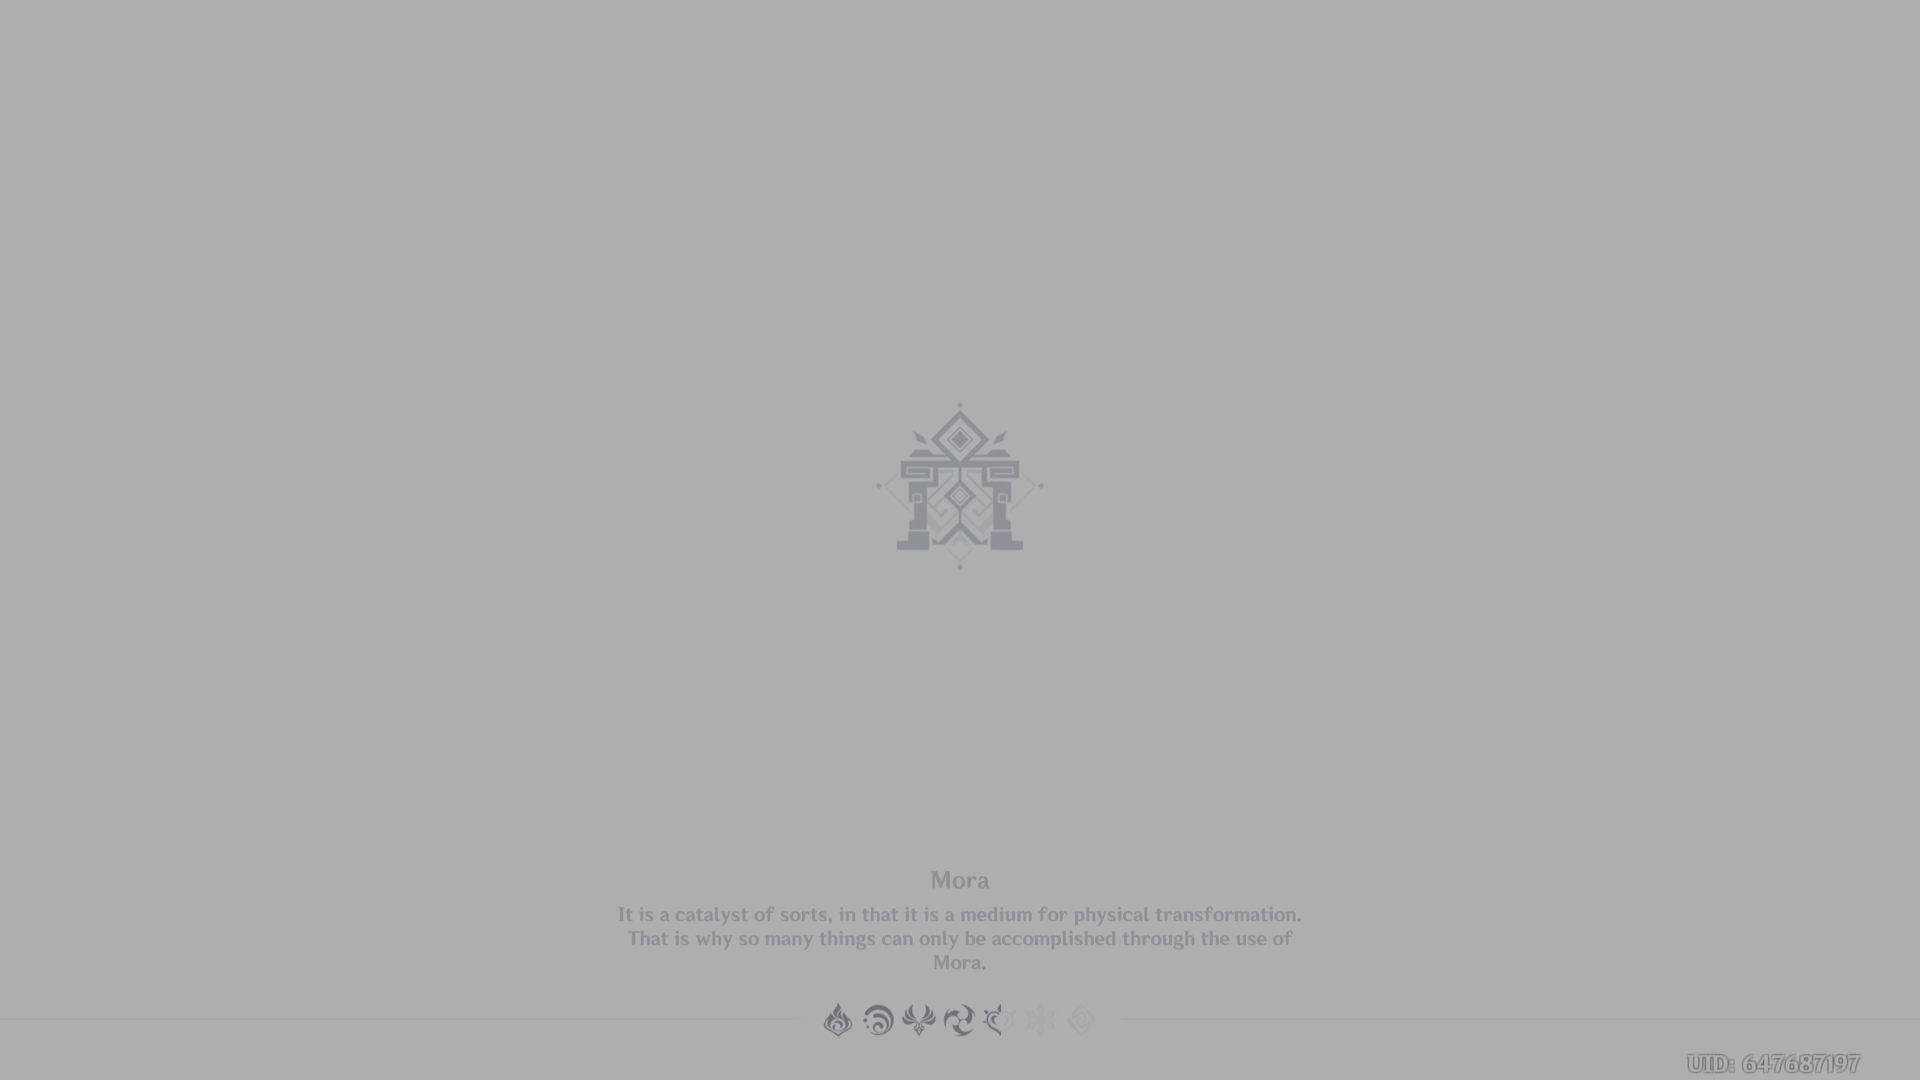 Mora
It is a catalyst of sorts, in that it is a medium for physical transformation.
That is why so many things can only be accomplished through the use of
Mora.
UID: 647687197